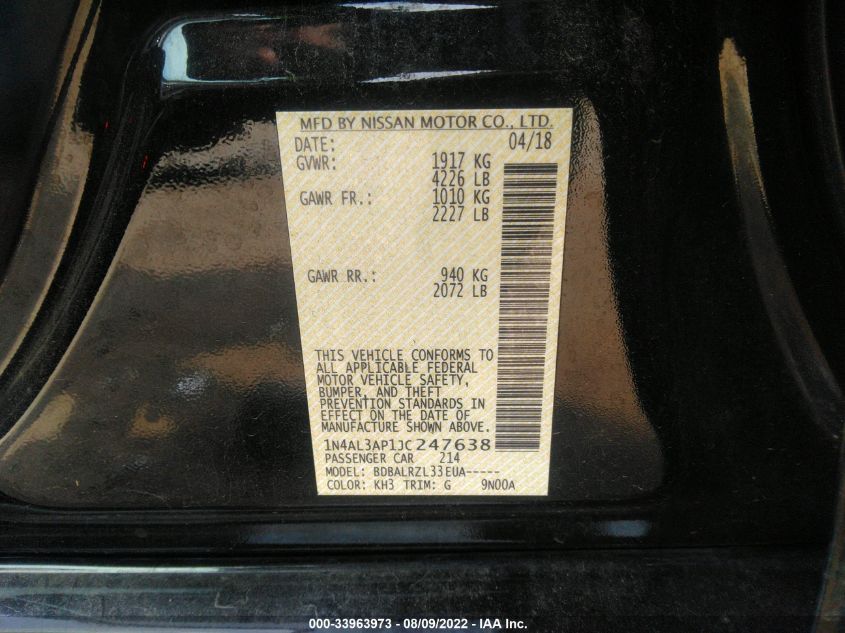 MFD BY NISSAN MOTOR CO., LTD.
DATE: 04/18
GVWR: 1917 KG
4226 LB
GAWR FR.: 1010 KG
2227 LB
GAWR RR.: 940 KG
2072 LB
THIS VEHICLE CONFORMS TO
ALL APPLICABLE FEDERAL
MOTOR VEHICLE SAFETY,
BUMPER, AND THEFT
PREVENTION STANDARDS IN
EFFECT ON THE DATE OF
MANUFACTURE SHOWN ABOVE.
1N4AL3AP1JC247638
PASSENGER CAR 214
MODEL: BDBALRZL33EUA-----
COLOR: KH3 TRIM: G 9N00A
000-33963973 - 08/09/2022 - IAA Inc.